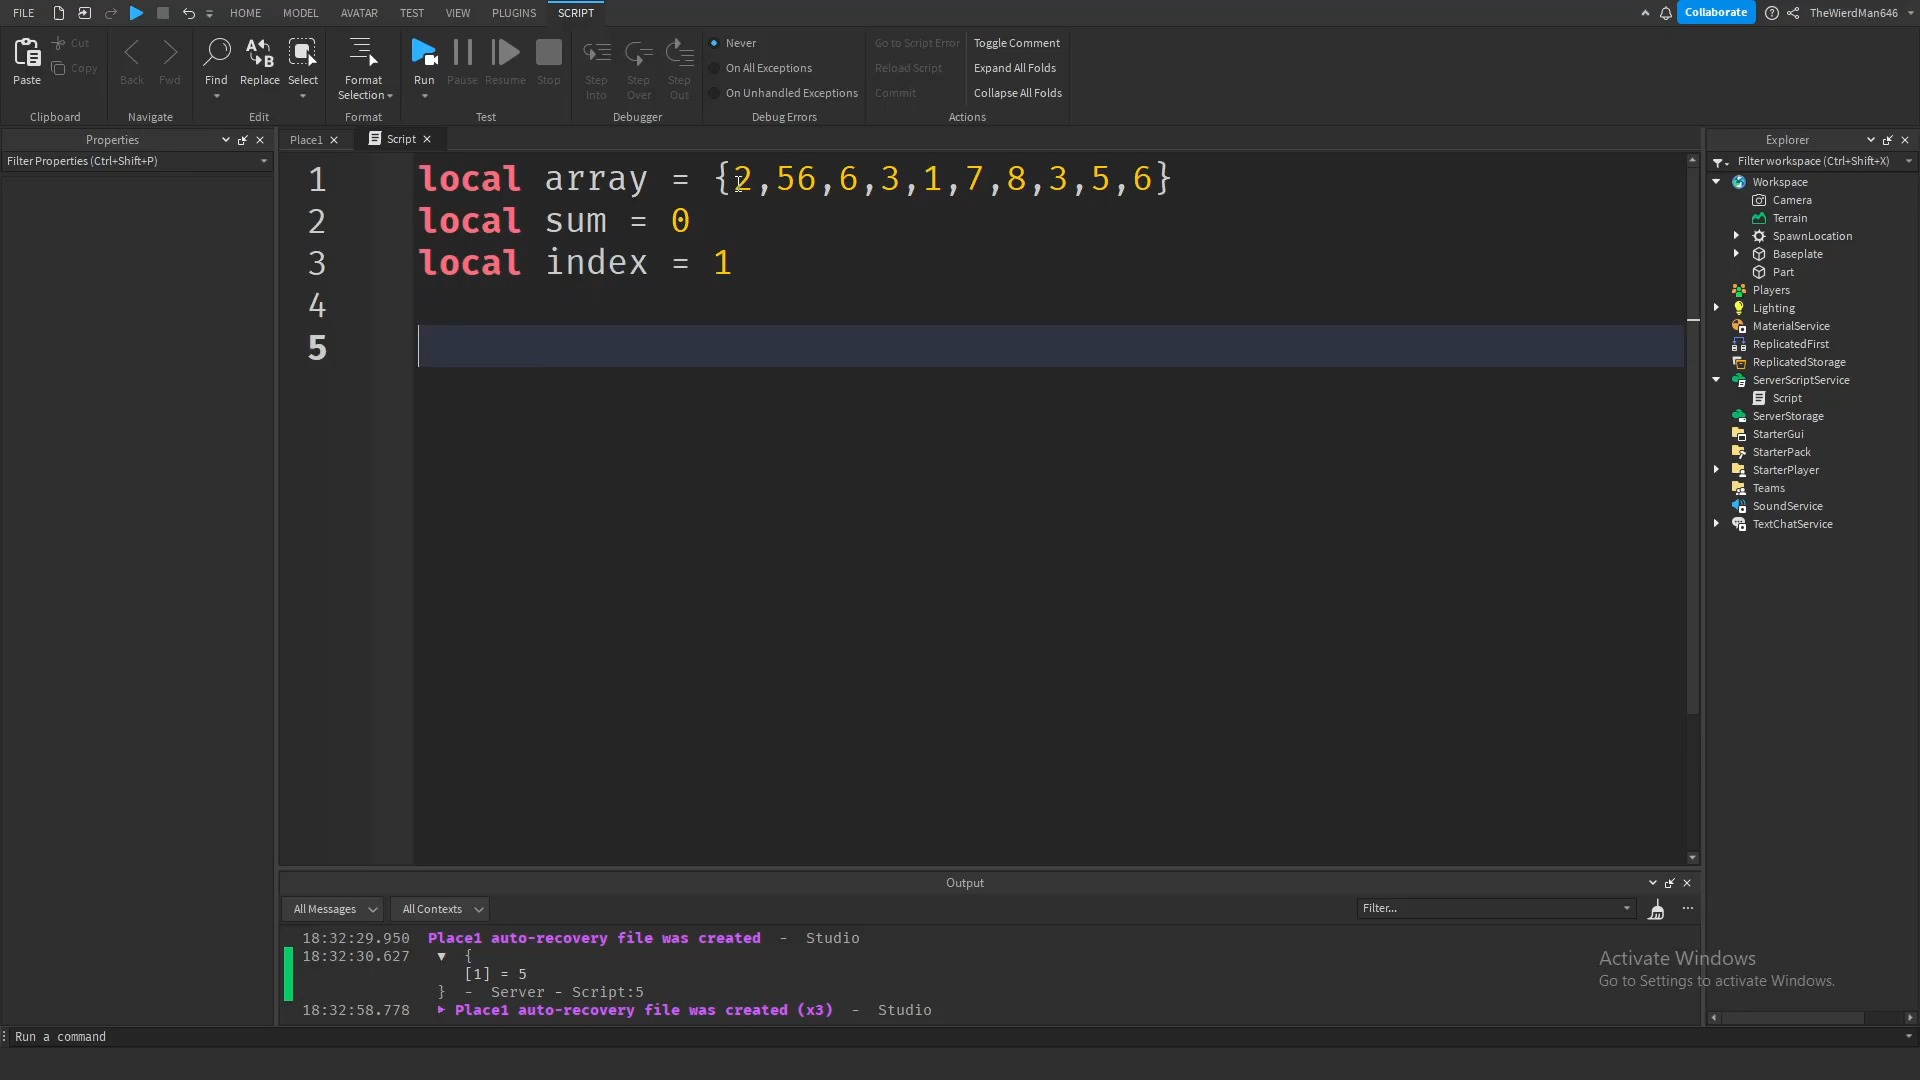 FILE HOME MODEL AVATAR TEST VIEW PLUGINS SCRIPT Collaborate TheWierdMan646
Paste Cut Copy
Clipboard
Back Fwd
Navigate
Find Replace Select
Edit
Format Selection
Format
Run Pause Resume Stop
Test
Step Into Step Over Step Out
Debugger
Never
On All Exceptions
On Unhandled Exceptions
Debug Errors
Go to Script Error
Reload Script
Commit
Toggle Comment
Expand All Folds
Collapse All Folds
Actions
Properties
Filter Properties (Ctrl+Shift+P)
Place1 Script
1 local array = {2,56,6,3,1,7,8,3,5,6}
2 local sum = 0
3 local index = 1
4
5
Explorer
Filter workspace (Ctrl+Shift+X)
Workspace
Camera
Terrain
SpawnLocation
Baseplate
Part
Players
Lighting
MaterialService
ReplicatedFirst
ReplicatedStorage
ServerScriptService
Script
ServerStorage
StarterGui
StarterPack
StarterPlayer
Teams
SoundService
TextChatService
Output
All Messages All Contexts Filter...
18:32:29.950 Place1 auto-recovery file was created - Studio
18:32:30.627 {
[1] = 5
} - Server - Script:5
18:32:58.778 Place1 auto-recovery file was created (x3) - Studio
Activate Windows
Go to Settings to activate Windows.
Run a command